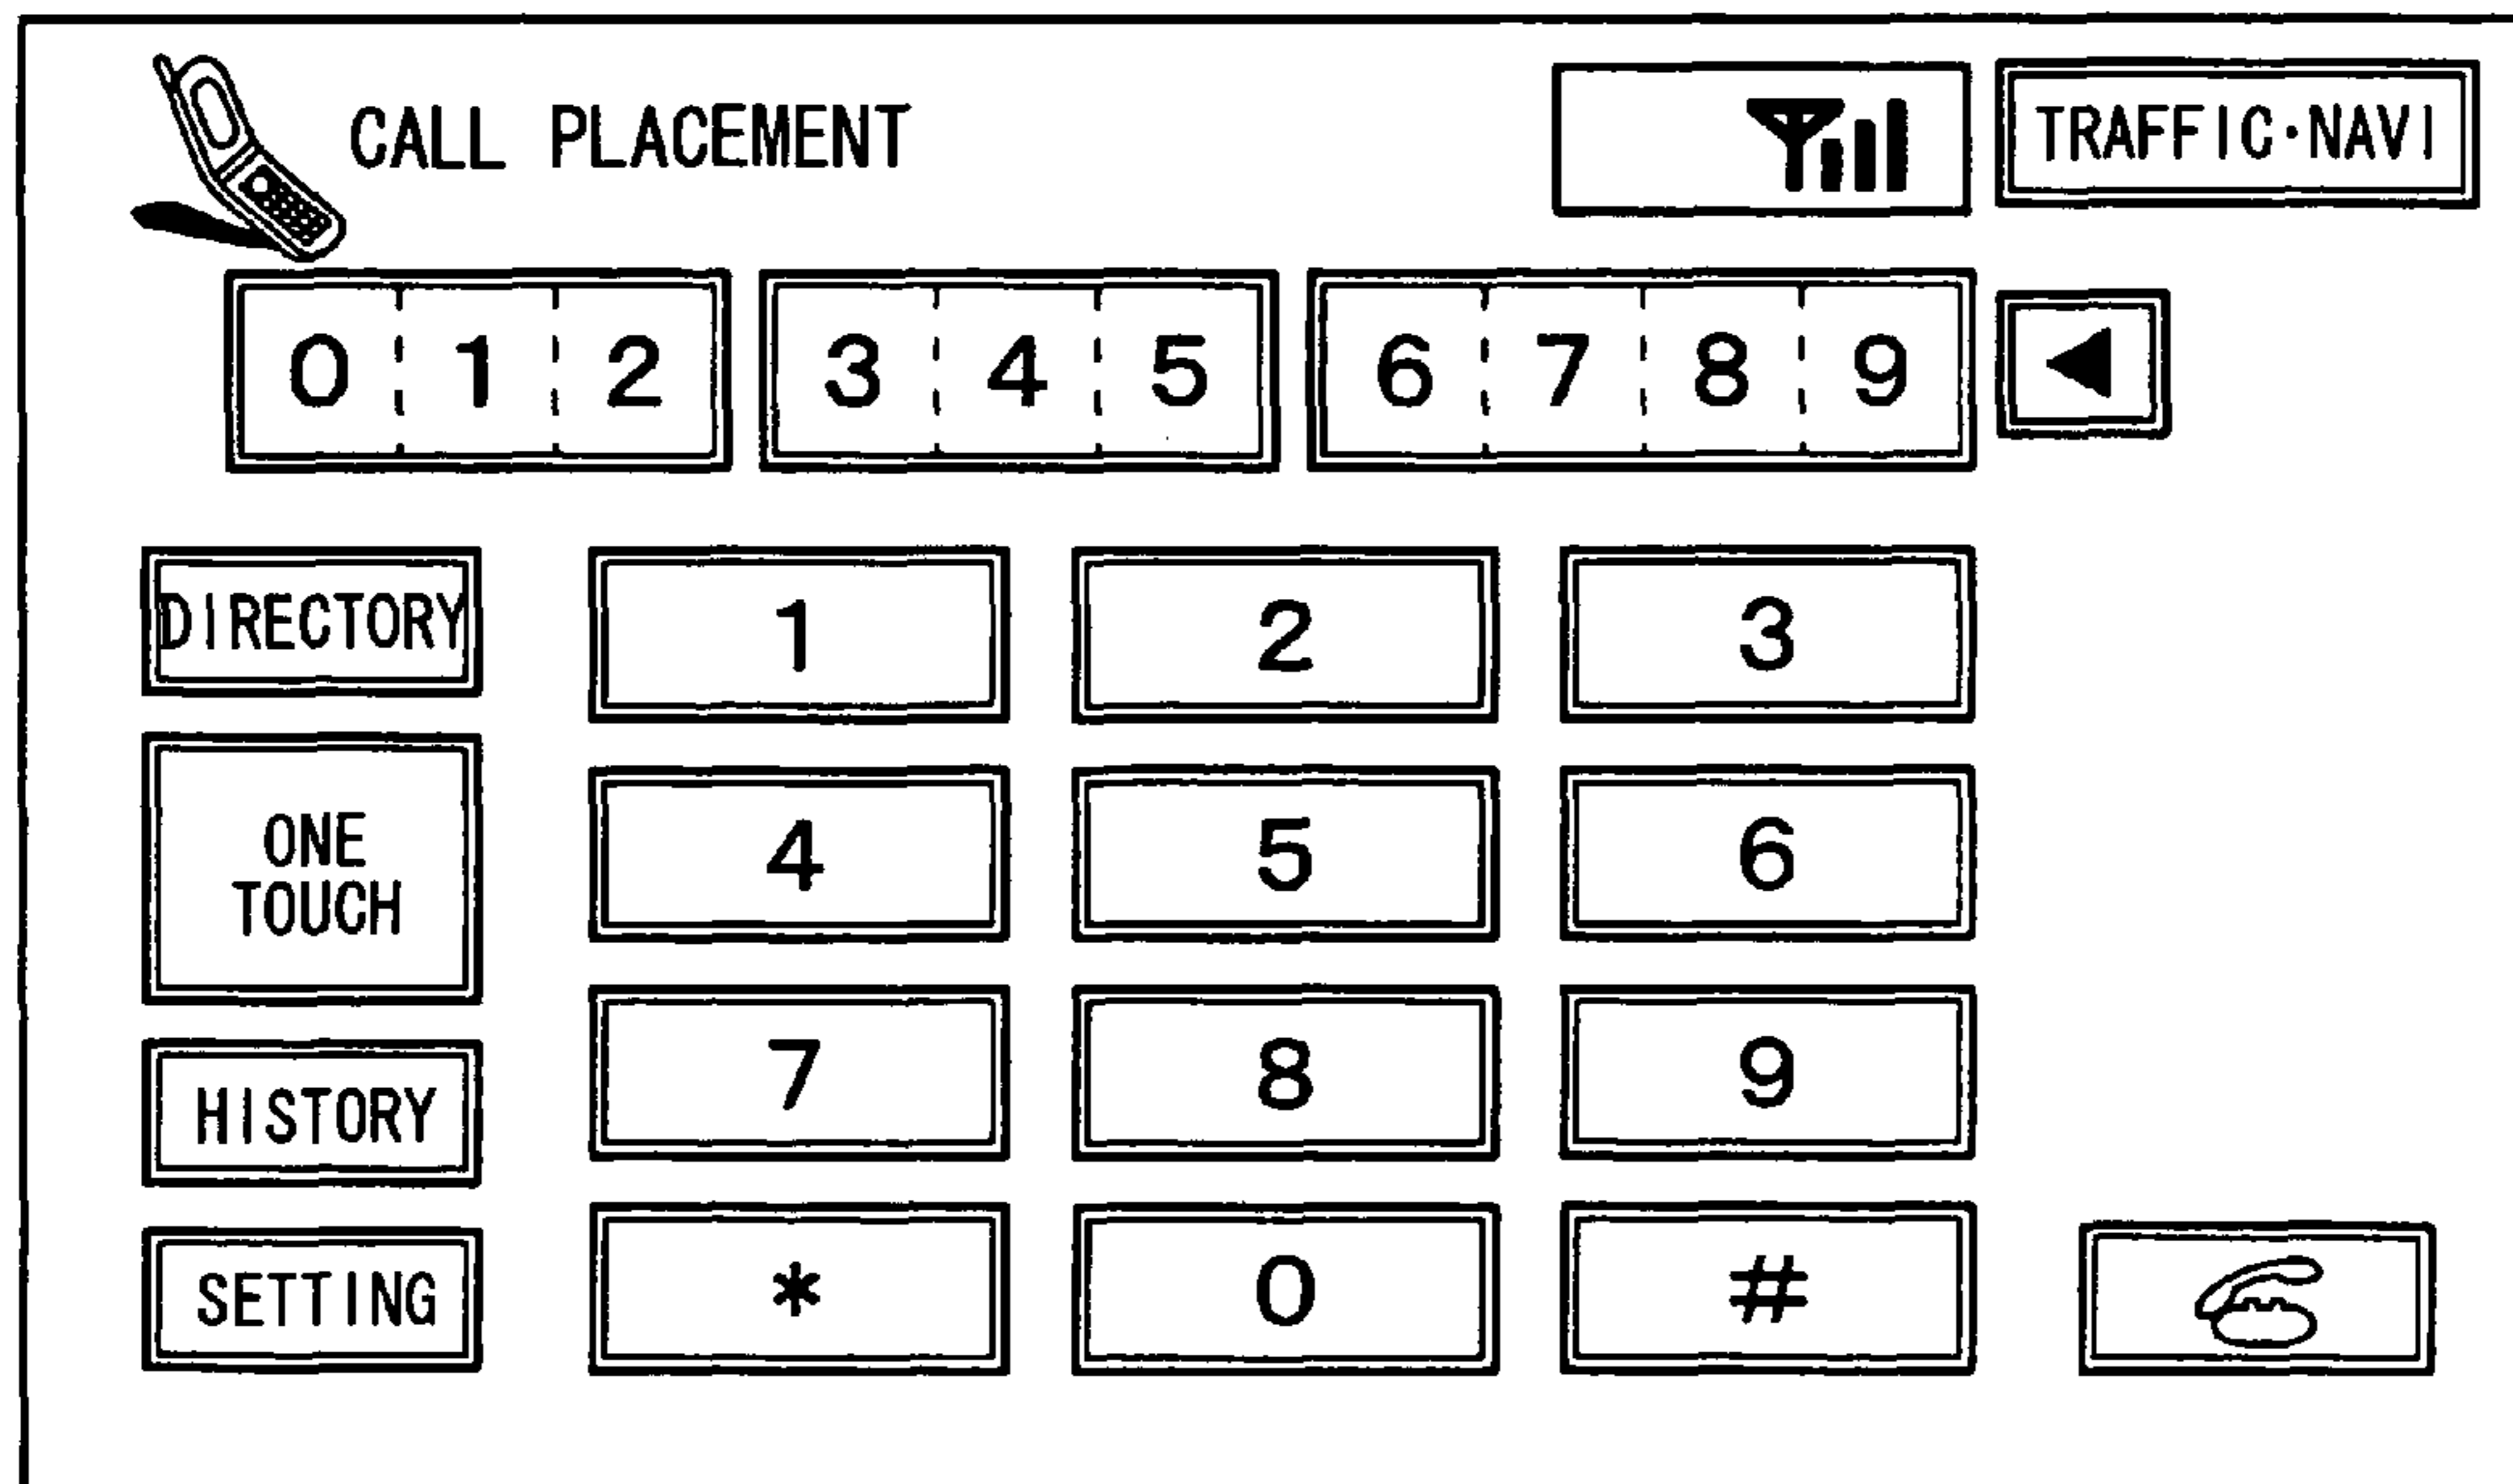 CALL PLACEMENT
TRAFFIC·NAVI
0 1 2 3 4 5 6 7 8 9
DIRECTORY 1 2 3
ONE
TOUCH
4 5 6
HISTORY 7 8 9
SETTING * 0 #